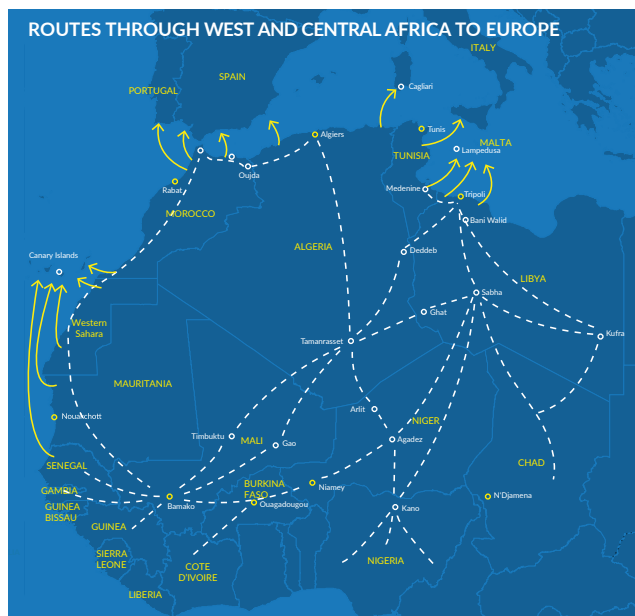 ROUTES THROUGH WEST AND CENTRAL AFRICA TO EUROPE
ITALY
SPAIN
PORTUGAL
Cagliari
Algiers
Tunis
MALTA
TUNISIA
Lampedusa
Oujda
Rabat
Medenine
Tripoli
MOROCCO
Bani Walid
ALGERIA
Deddeb
Canary Islands
LIBYA
Sabha
Ghat
Western
Sahara
Kufra
Tamanrasset
MAURITANIA
Arlit
Nouakchott
NIGER
Timbuktu
MALI
Gao
Agadez
SENEGAL
CHAD
GAMBIA
BURKINA
FASO
Niamey
N'Djamena
GUINEA
BISSAU
Bamako
Ouagadougou
Kano
GUINEA
SIERRA
LEONE
COTE
D'IVOIRE
NIGERIA
LIBERIA